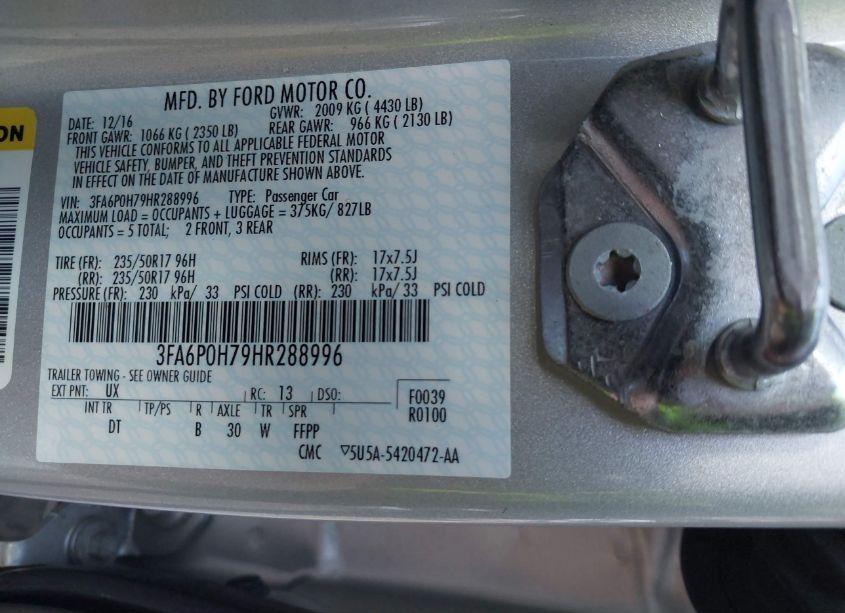 ON
MFD. BY FORD MOTOR CO.
DATE: 12/16 GVWR: 2009 KG ( 4430 LB)
FRONT GAWR: 1066 KG ( 2350 LB) REAR GAWR: 966 KG ( 2130 LB)
THIS VEHICLE CONFORMS TO ALL APPLICABLE FEDERAL MOTOR
VEHICLE SAFETY, BUMPER, AND THEFT PREVENTION STANDARDS
IN EFFECT ON THE DATE OF MANUFACTURE SHOWN ABOVE.
VIN: 3FA6P0H79HR288996 TYPE: Passenger Car
MAXIMUM LOAD = OCCUPANTS + LUGGAGE = 375KG/ 827LB
OCCUPANTS = 5 TOTAL; 2 FRONT, 3 REAR
TIRE (FR): 235/50R17 96H RIMS (FR): 17x7.5J
(RR): 235/50R17 96H (RR): 17x7.5J
PRESSURE (FR): 230 kPa/ 33 PSI COLD (RR): 230 kPa/ 33 PSI COLD
3FA6P0H79HR288996
TRAILER TOWING - SEE OWNER GUIDE
EXT PNT: UX RC: 13 DSO: F0039
INT TR TP/PS R AXLE TR SPR R0100
DT B 30 W FFPP
CMC ▽5U5A-5420472-AA